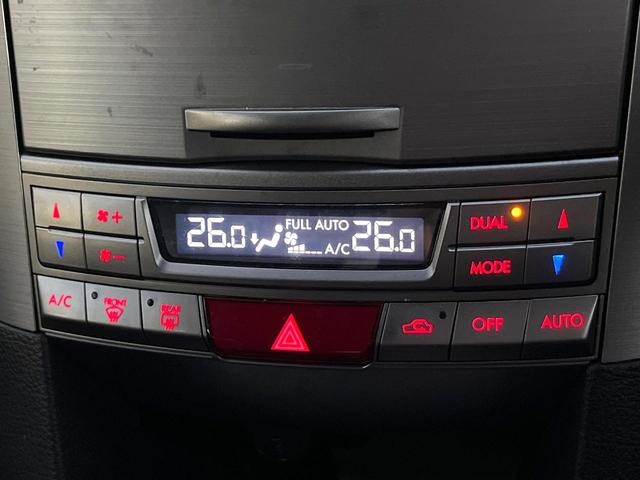 FULL AUTO
26.0 A/C 26.0
DUAL
MODE
A/C
FRONT
REAR
OFF
AUTO